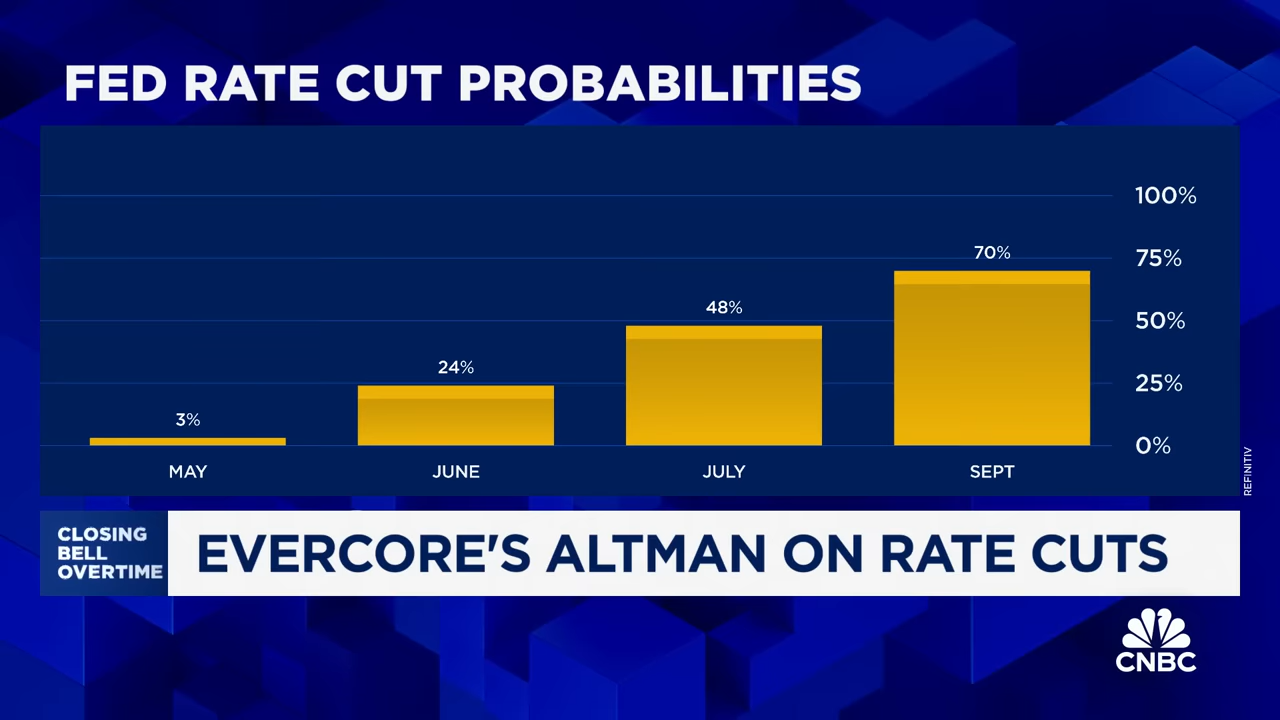 FED RATE CUT PROBABILITIES
100%
75%
50%
25%
0%
3%
24%
48%
70%
MAY
JUNE
JULY
SEPT
REFINITIV
CLOSING
BELL
OVERTIME
EVERCORE'S ALTMAN ON RATE CUTS
CNBC